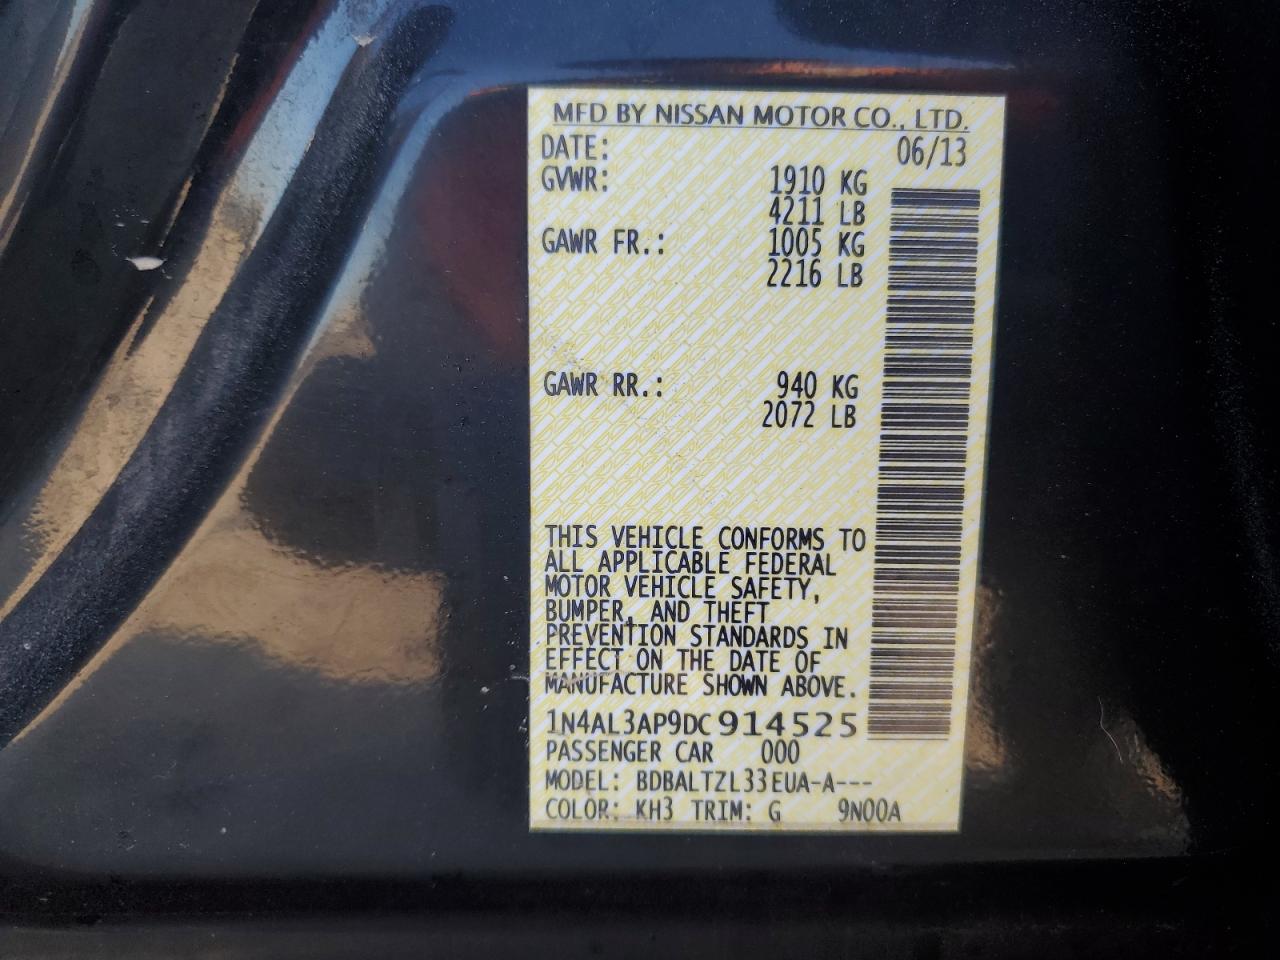 MFD BY NISSAN MOTOR CO., LTD.
DATE: 06/13
GVWR: 1910 KG
4211 LB
GAWR FR.: 1005 KG
2216 LB
GAWR RR.: 940 KG
2072 LB
THIS VEHICLE CONFORMS TO
ALL APPLICABLE FEDERAL
MOTOR VEHICLE SAFETY,
BUMPER, AND THEFT
PREVENTION STANDARDS IN
EFFECT ON THE DATE OF
MANUFACTURE SHOWN ABOVE.
1N4AL3AP9DC914525
PASSENGER CAR 000
MODEL: BDBALTZL33EUA-A---
COLOR: KH3 TRIM: G 9N00A